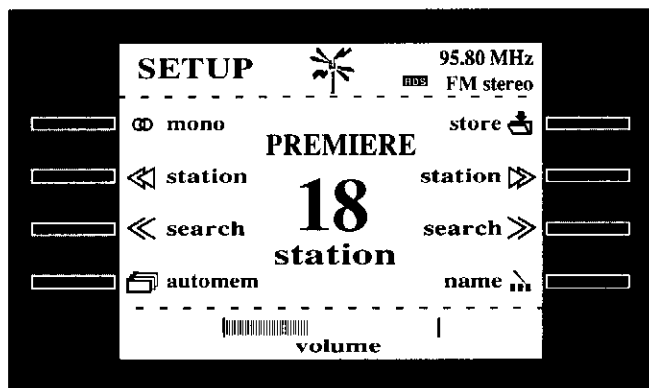 SETUP
95.80 MHz
RDS FM stereo
mono
store
PREMIERE
station
station
18
search
search
station
automem
name
volume